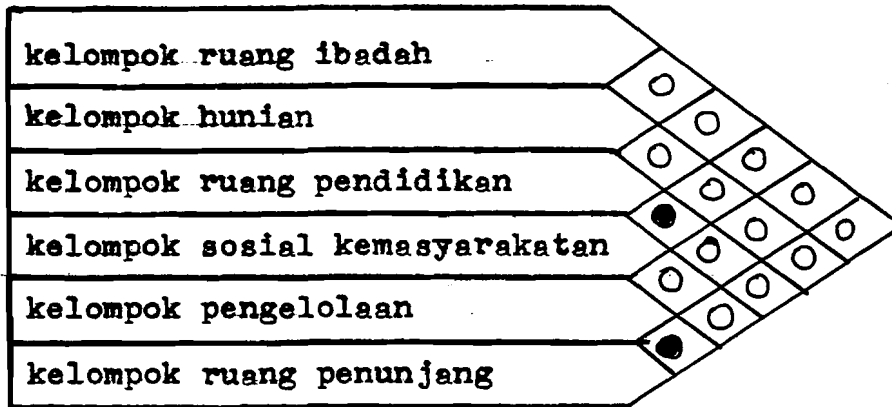 kelompok ruang ibadah
kelompok hunian
kelompok ruang pendidikan
kelompok sosial kemasyarakatan
kelompok pengelolaan
kelompok ruang penunjang